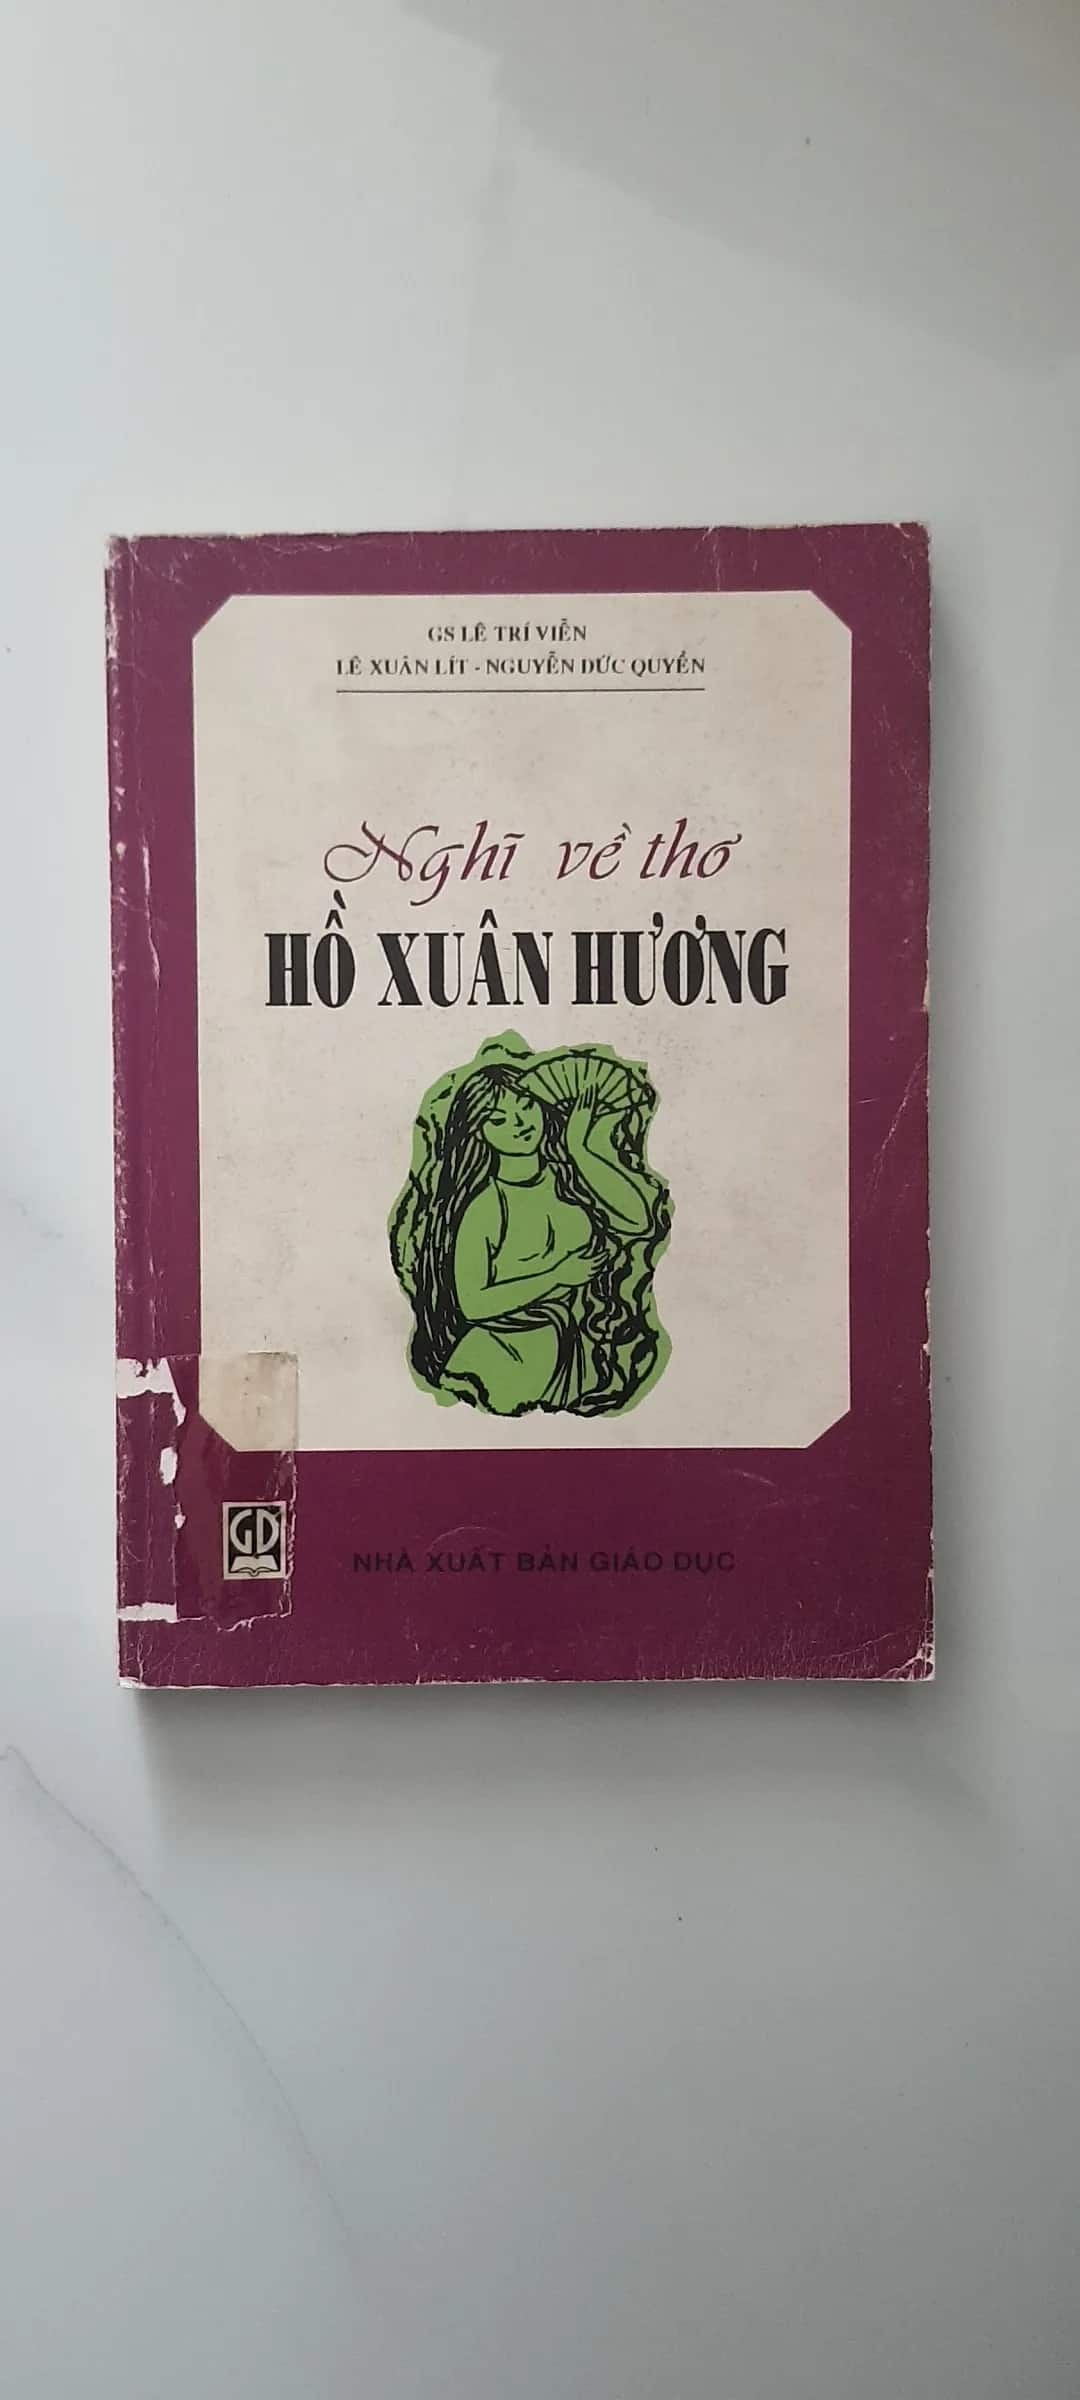 GS LÊ TRÍ VIỄN
LÊ XUÂN LÍT - NGUYỄN ĐỨC QUYỀN
Nghĩ về thơ
HỒ XUÂN HƯƠNG
GD
NHÀ XUẤT BẢN GIÁO DỤC